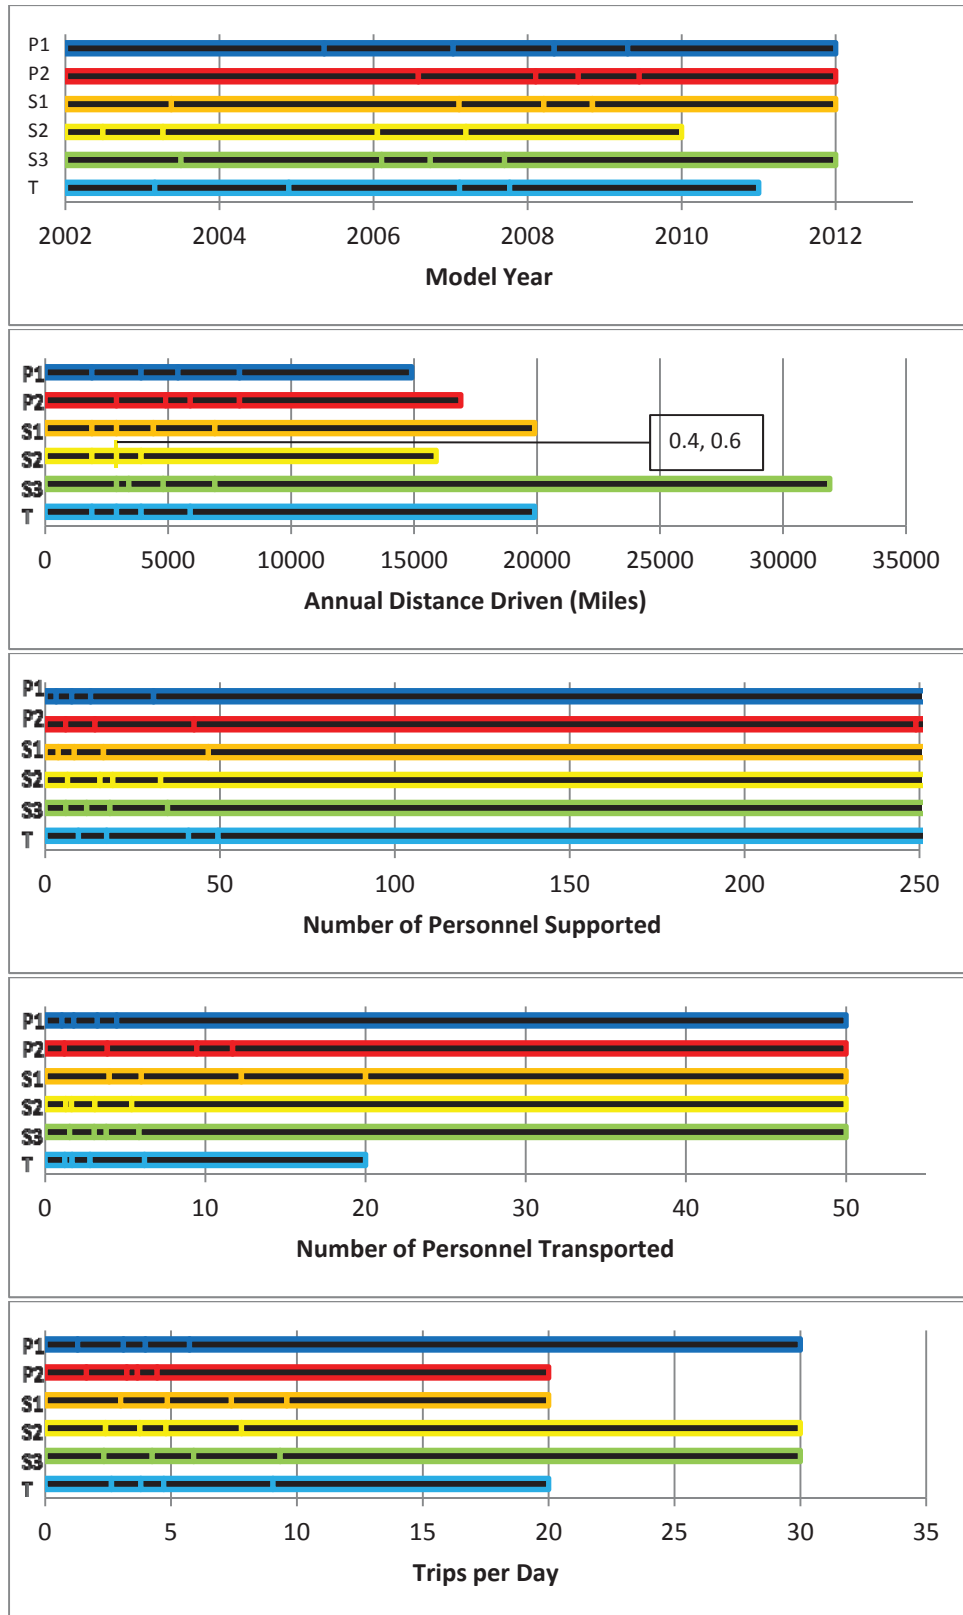 P1
P2
S1
S2
S3
T
2002 2004 2006 2008 2010 2012
Model Year
P1
P2
S1
0.4, 0.6
S2
S3
T
0 5000 10000 15000 20000 25000 30000 35000
Annual Distance Driven (Miles)
P1
P2
S1
S2
S3
T
0 50 100 150 200 250
Number of Personnel Supported
P1
P2
S1
S2
S3
T
0 10 20 30 40 50
Number of Personnel Transported
P1
P2
S1
S2
S3
T
0 5 10 15 20 25 30 35
Trips per Day